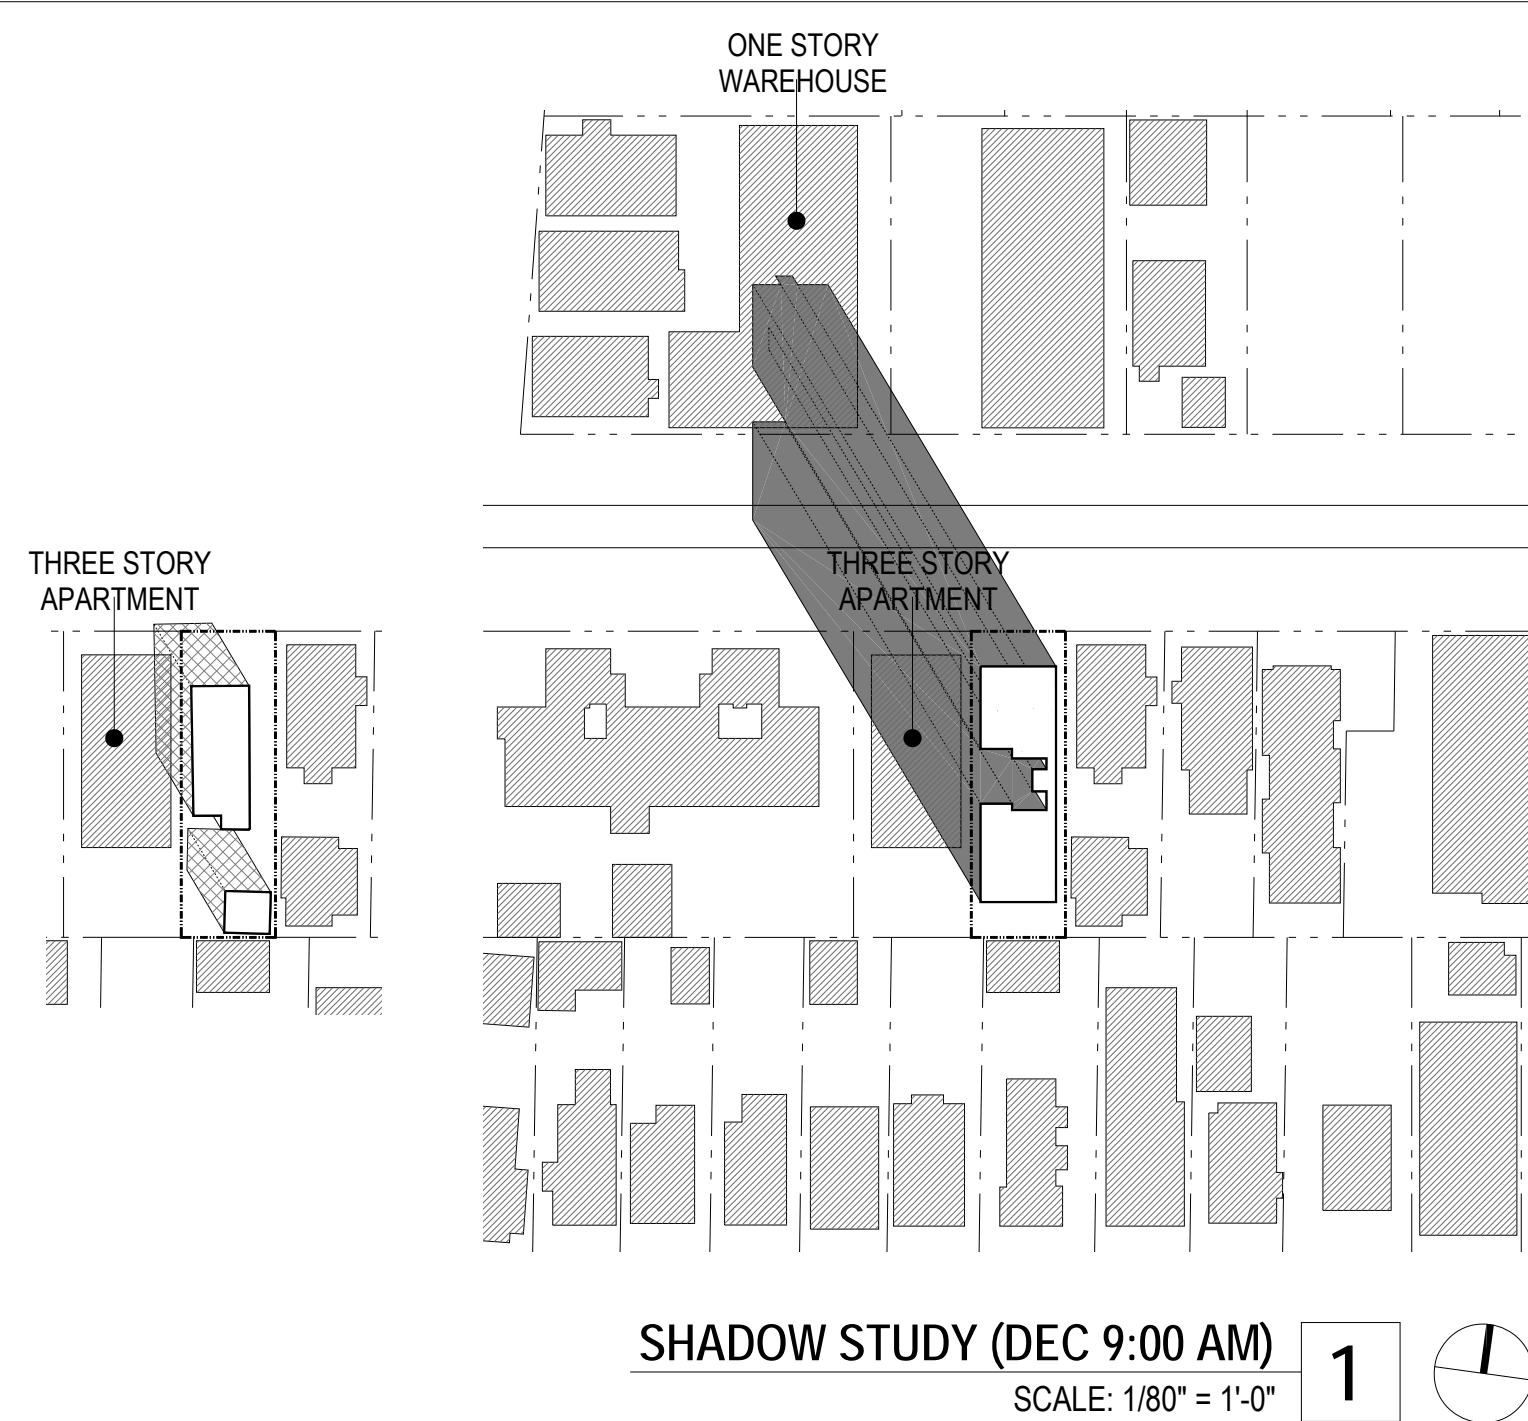 ONE STORY
WAREHOUSE
THREE STORY
APARTMENT
THREE STORY
APARTMENT
SHADOW STUDY (DEC 9:00 AM)
SCALE: 1/80" = 1'-0"
1